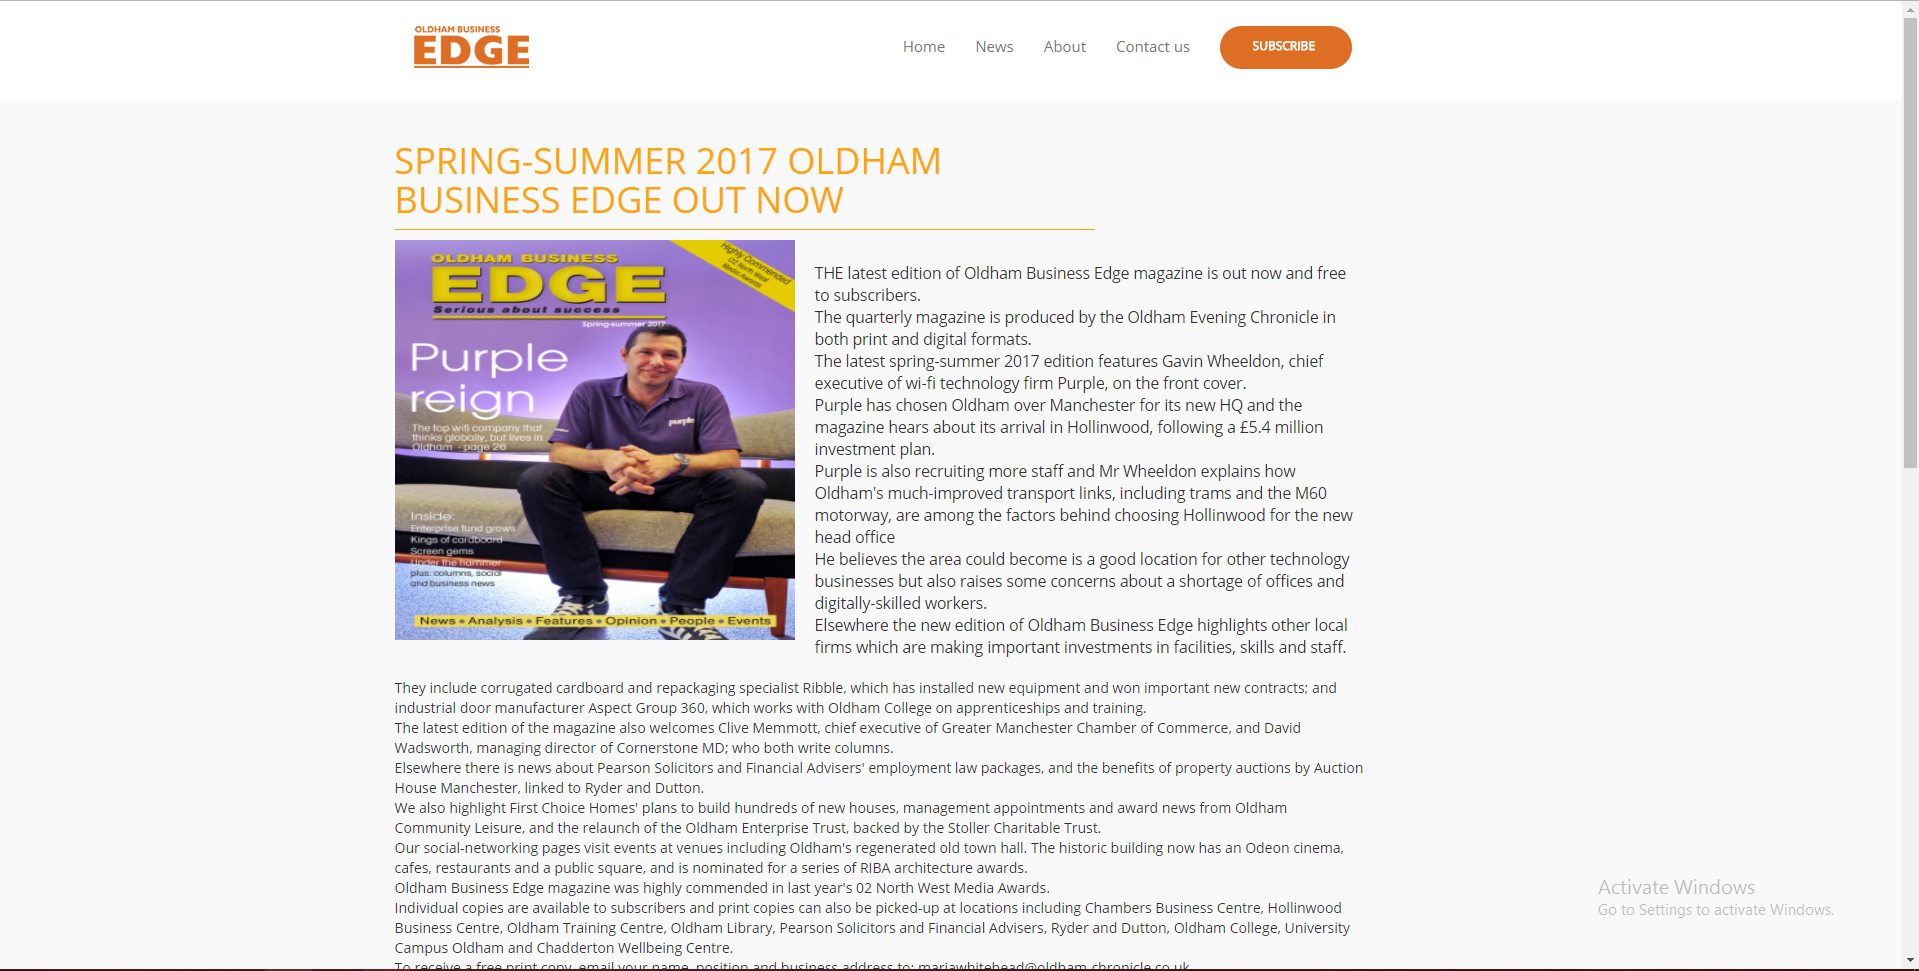 OLDHAM BUSINESS
EDGE
Home
News
About
Contact us
SUBSCRIBE
SPRING-SUMMER 2017 OLDHAM
BUSINESS EDGE OUT NOW
OLDHAM BUSINESS
EDGE
Serious about success
Spring-summer 2017
Highly Commended
02 North West
Media Awards
Purple
reign
The top wifi company that
thinks globally, but lives in
Oldham - page 26
purple
Inside:
Enterprise fund grows
Kings of cardboard
Screen gems
Under the hammer
plus: columns, social
and business news
News • Analysis • Features • Opinion • People • Events
THE latest edition of Oldham Business Edge magazine is out now and free
to subscribers.
The quarterly magazine is produced by the Oldham Evening Chronicle in
both print and digital formats.
The latest spring-summer 2017 edition features Gavin Wheeldon, chief
executive of wi-fi technology firm Purple, on the front cover.
Purple has chosen Oldham over Manchester for its new HQ and the
magazine hears about its arrival in Hollinwood, following a £5.4 million
investment plan.
Purple is also recruiting more staff and Mr Wheeldon explains how
Oldham's much-improved transport links, including trams and the M60
motorway, are among the factors behind choosing Hollinwood for the new
head office
He believes the area could become is a good location for other technology
businesses but also raises some concerns about a shortage of offices and
digitally-skilled workers.
Elsewhere the new edition of Oldham Business Edge highlights other local
firms which are making important investments in facilities, skills and staff.
They include corrugated cardboard and repackaging specialist Ribble, which has installed new equipment and won important new contracts; and
industrial door manufacturer Aspect Group 360, which works with Oldham College on apprenticeships and training.
The latest edition of the magazine also welcomes Clive Memmott, chief executive of Greater Manchester Chamber of Commerce, and David
Wadsworth, managing director of Cornerstone MD; who both write columns.
Elsewhere there is news about Pearson Solicitors and Financial Advisers' employment law packages, and the benefits of property auctions by Auction
House Manchester, linked to Ryder and Dutton.
We also highlight First Choice Homes' plans to build hundreds of new houses, management appointments and award news from Oldham
Community Leisure, and the relaunch of the Oldham Enterprise Trust, backed by the Stoller Charitable Trust.
Our social-networking pages visit events at venues including Oldham's regenerated old town hall. The historic building now has an Odeon cinema,
cafes, restaurants and a public square, and is nominated for a series of RIBA architecture awards.
Oldham Business Edge magazine was highly commended in last year's 02 North West Media Awards.
Individual copies are available to subscribers and print copies can also be picked-up at locations including Chambers Business Centre, Hollinwood
Business Centre, Oldham Training Centre, Oldham Library, Pearson Solicitors and Financial Advisers, Ryder and Dutton, Oldham College, University
Campus Oldham and Chadderton Wellbeing Centre.
To receive a free print copy, email your name, position and business address to: mariawhitehead@oldham-chronicle.co.uk
Activate Windows
Go to Settings to activate Windows.